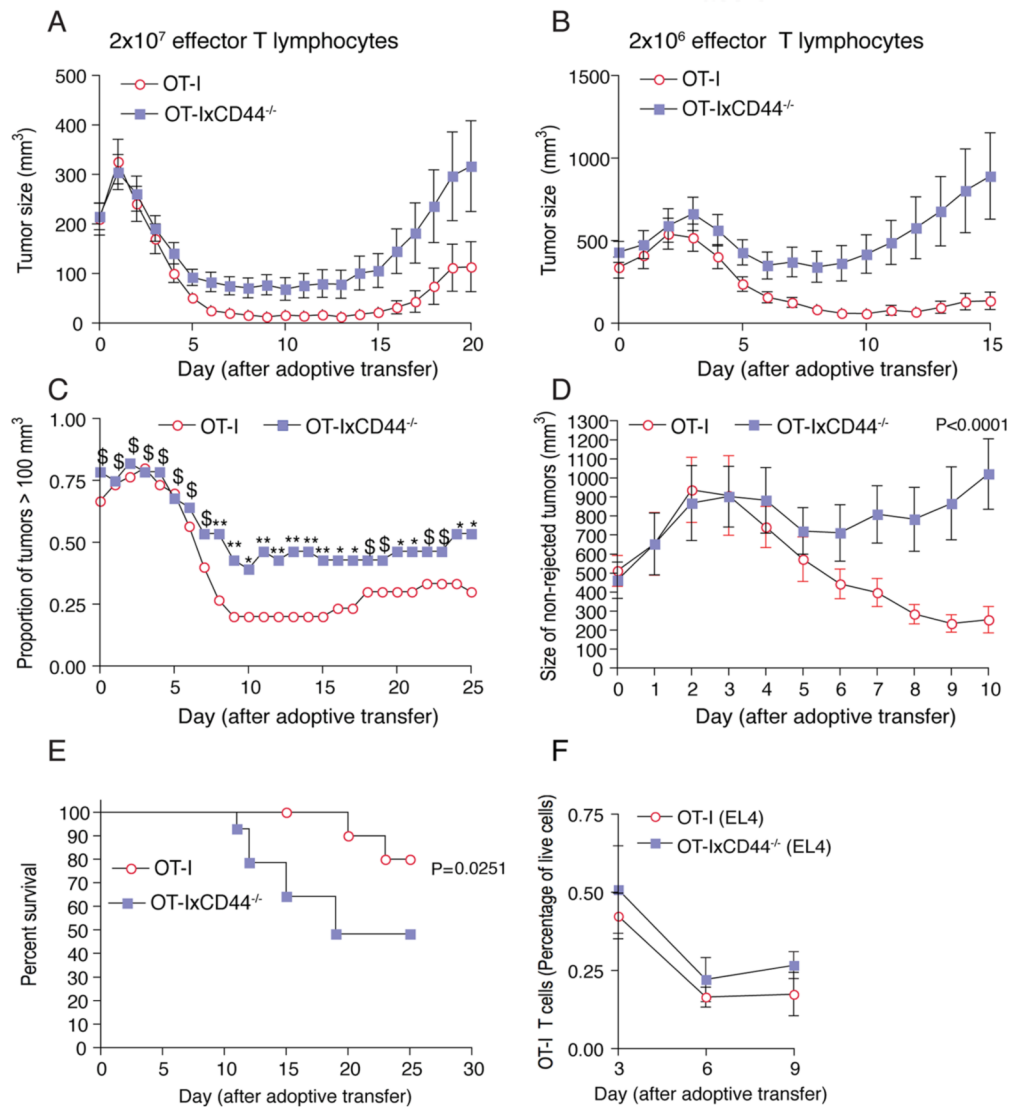 A
2x10⁷ effector T lymphocytes
OT-I
OT-IxCD44⁻/⁻
Tumor size (mm³)
500
400
300
200
100
0
0 5 10 15 20
Day (after adoptive transfer)
B
2x10⁶ effector T lymphocytes
OT-I
OT-IxCD44⁻/⁻
Tumor size (mm³)
1500
1000
500
0
0 5 10 15
Day (after adoptive transfer)
C
OT-I OT-IxCD44⁻/⁻
Proportion of tumors > 100 mm³
1.00
0.75
0.50
0.25
0.00
$ $ $ $ $ $ $ $ ** ** * ** ** ** ** ** * * $ $ * * $ $ * *
0 5 10 15 20 25
Day (after adoptive transfer)
D
OT-I OT-IxCD44⁻/⁻ P<0.0001
Size of non-rejected tumors (mm³)
1300
1200
1100
1000
900
800
700
600
500
400
300
200
100
0
0 1 2 3 4 5 6 7 8 9 10
Day (after adoptive transfer)
E
OT-I
OT-IxCD44⁻/⁻
P=0.0251
Percent survival
100
90
80
70
60
50
40
30
20
10
0
0 5 10 15 20 25 30
Day (after adoptive transfer)
F
OT-I (EL4)
OT-IxCD44⁻/⁻ (EL4)
OT-I T cells (Percentage of live cells)
0.75
0.50
0.25
0.00
3 6 9
Day (after adoptive transfer)